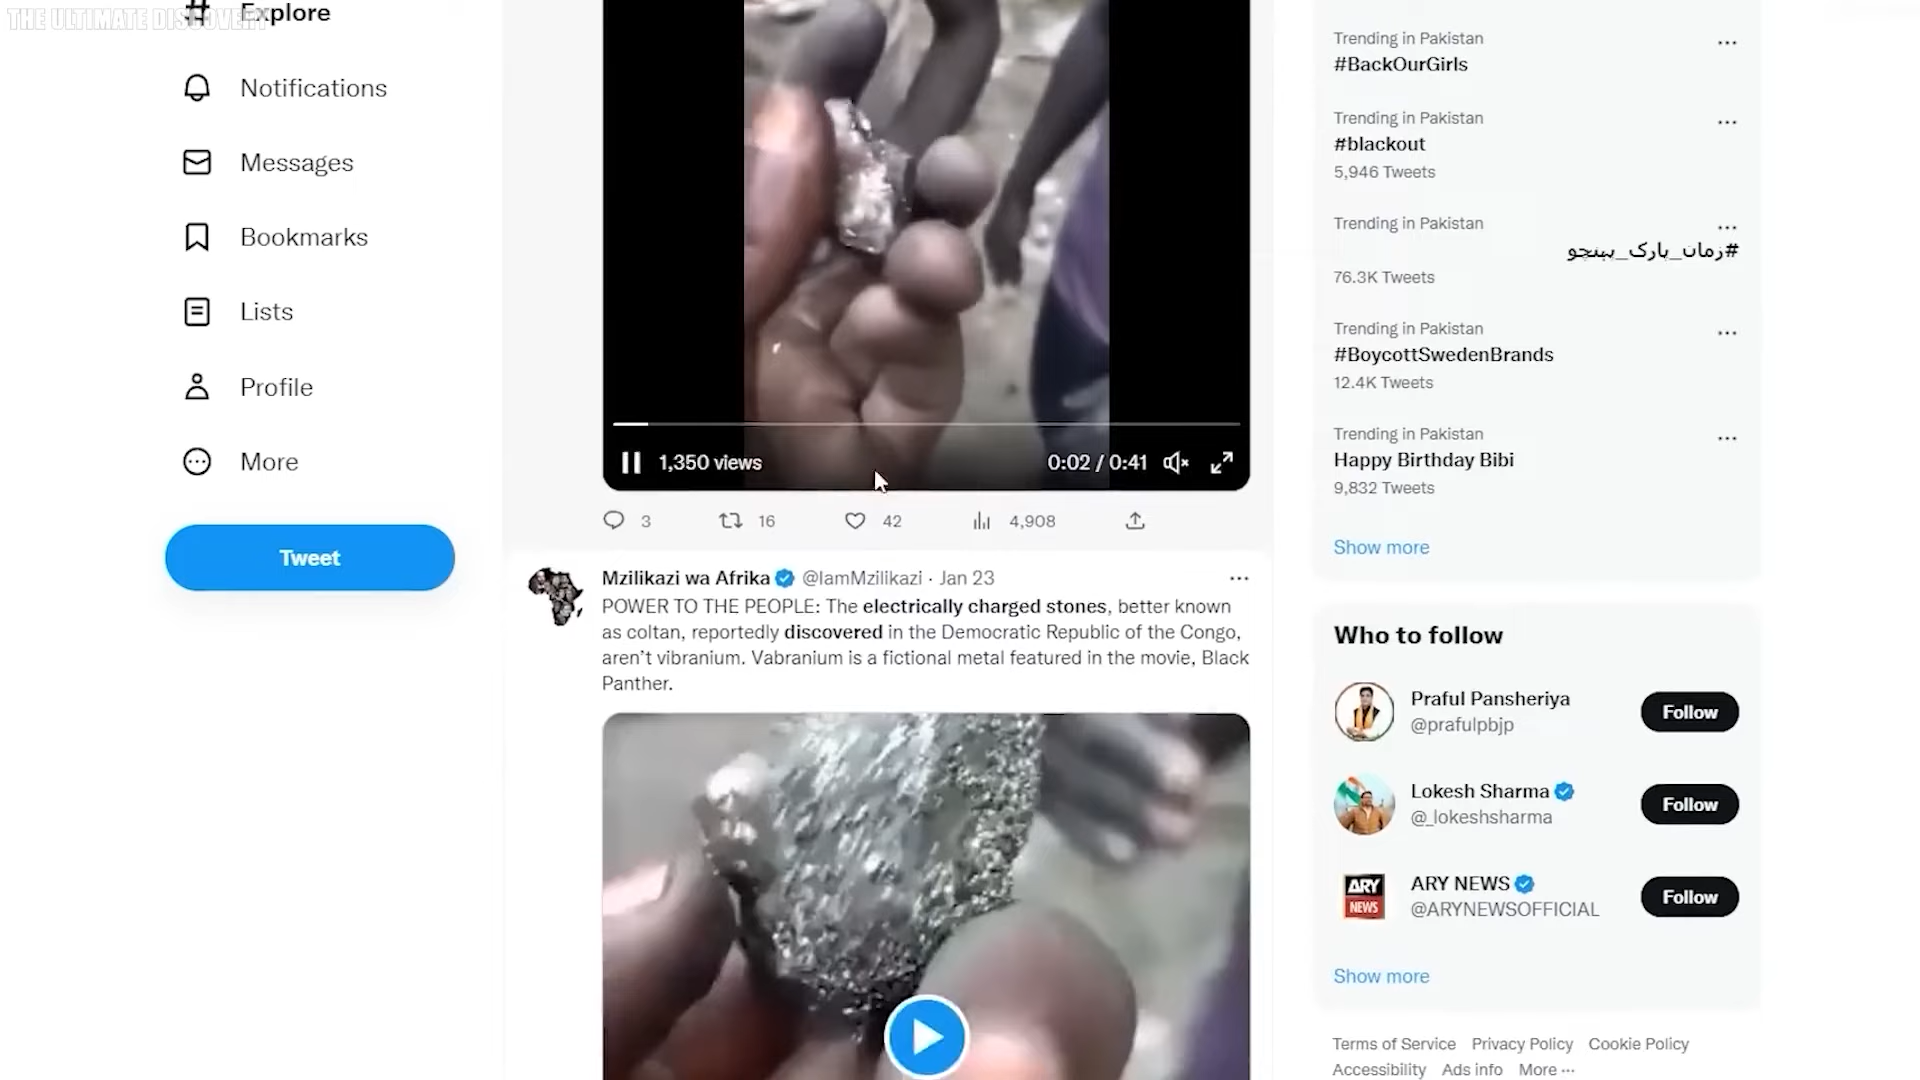 THE ULTIMATE DISCOVERY
Explore
Notifications
Messages
Bookmarks
Lists
Profile
More
Tweet
1,350 views
0:02 / 0:41
3
16
42
4,908
Mzilikazi wa Afrika @IamMzilikazi · Jan 23
POWER TO THE PEOPLE: The electrically charged stones, better known
as coltan, reportedly discovered in the Democratic Republic of the Congo,
aren't vibranium. Vabranium is a fictional metal featured in the movie, Black
Panther.
Trending in Pakistan
#BackOurGirls
Trending in Pakistan
#blackout
5,946 Tweets
Trending in Pakistan
#زمان_پارک_پہنچو
76.3K Tweets
Trending in Pakistan
#BoycottSwedenBrands
12.4K Tweets
Trending in Pakistan
Happy Birthday Bibi
9,832 Tweets
Show more
Who to follow
Praful Pansheriya
@prafulpbjp
Follow
Lokesh Sharma
@_lokeshsharma
Follow
ARY NEWS
ARY NEWS
@ARYNEWSOFFICIAL
Follow
Show more
Terms of Service Privacy Policy Cookie Policy
Accessibility Ads info More ···